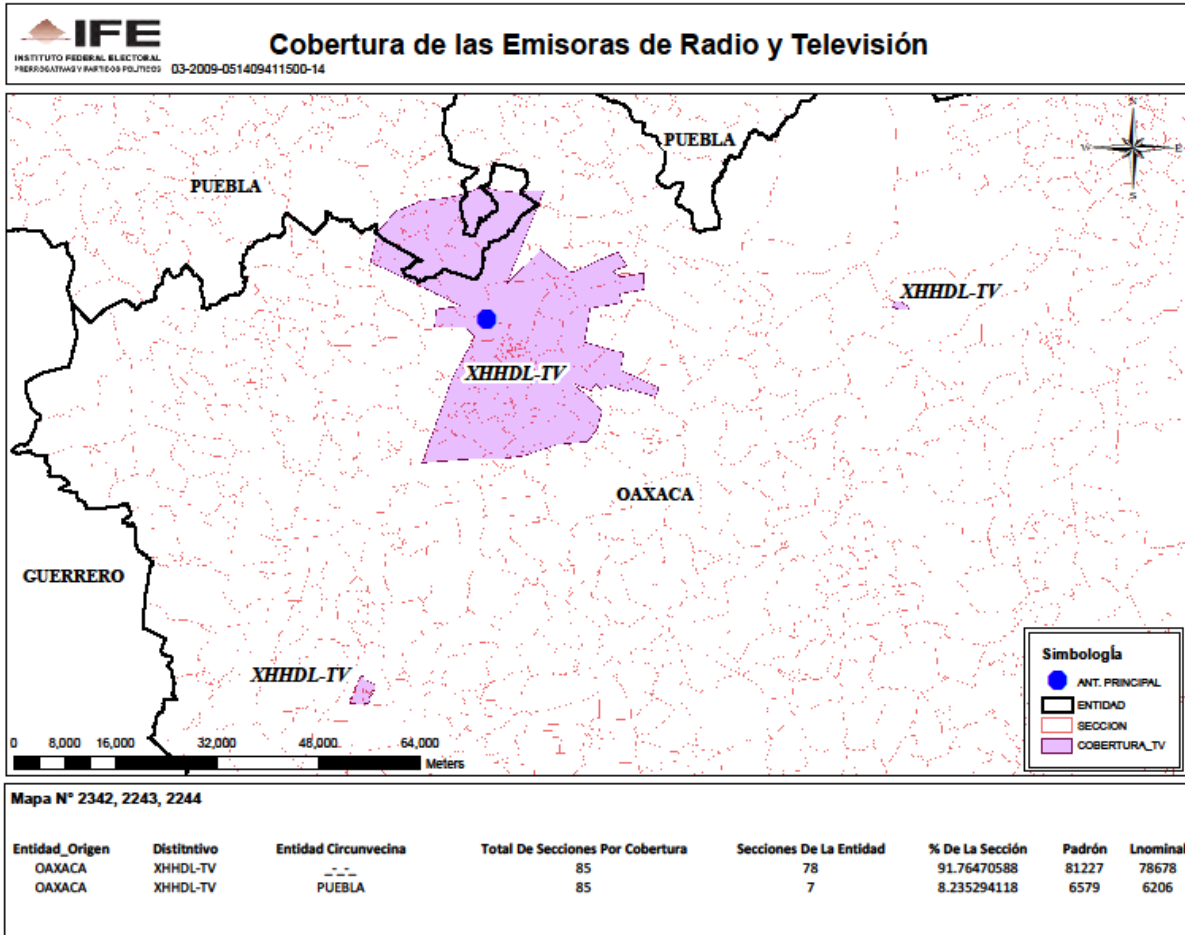 IFE
INSTITUTO FEDERAL ELECTORAL
PRERROGATIVAS Y PARTIDOS POLITICOS
03-2009-051409411500-14
Cobertura de las Emisoras de Radio y Televisión
PUEBLA
PUEBLA
N
W E
S
XHHDL-TV
XHHDL-TV
OAXACA
GUERRERO
XHHDL-TV
Simbología
ANT. PRINCIPAL
ENTIDAD
SECCION
COBERTURA_TV
0 8,000 16,000 32,000 48,000 64,000
Meters
Mapa N° 2342, 2243, 2244
Entidad_Origen Distitntivo Entidad Circunvecina Total De Secciones Por Cobertura Secciones De La Entidad % De La Sección Padrón Lnominal
OAXACA XHHDL-TV _-_-_ 85 78 91.76470588 81227 78678
OAXACA XHHDL-TV PUEBLA 85 7 8.235294118 6579 6206